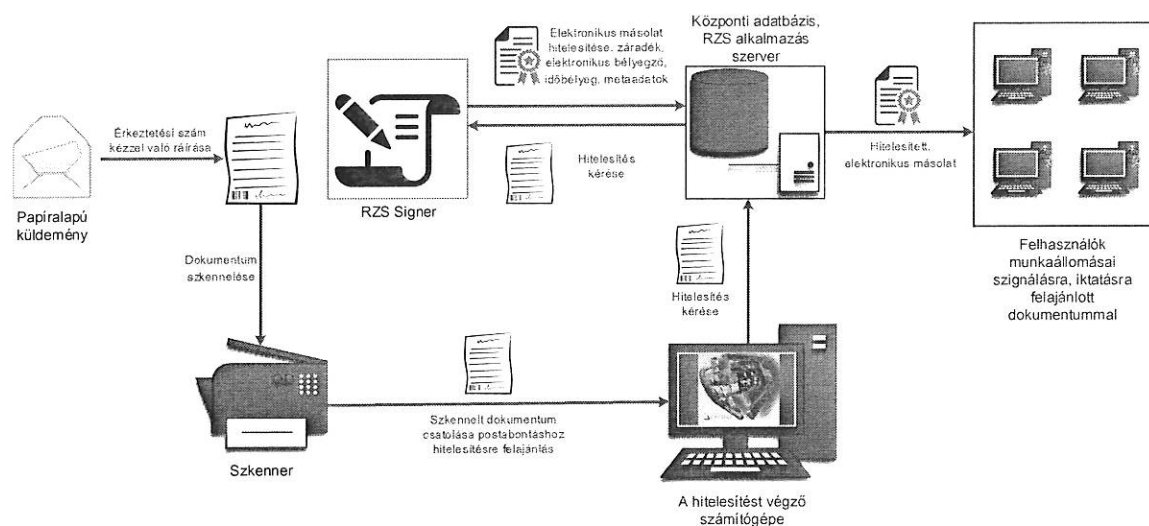 Elektronikus másolat
hitelesítése, záradék,
elektronikus bélyegző,
időbélyeg, metaadatok
Központi adatbázis,
RZS alkalmazás
szerver
Érkeztetési szám
kézzel való ráírása
Hitelesítés
kérése
Hitelesített,
elektronikus másolat
Papíralapú
küldemény
RZS Signer
Dokumentum
szkennelése
Hitelesítés
kérése
Felhasználók
munkaállomásai
szignálásra, iktatásra
felajánlott
dokumentummal
Szkennelt dokumentum
csatolása postabontáshoz
hitelesítésre felajánlás
Szkenner
A hitelesítést végző
számítógépe